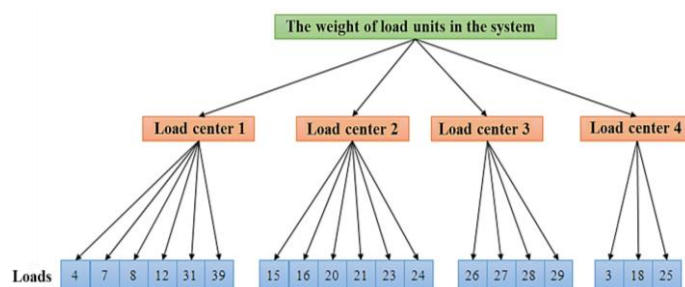 The weight of load units in the system
Load center 1 Load center 2 Load center 3 Load center 4
Loads 4 7 8 12 31 39 15 16 20 21 23 24 26 27 28 29 3 18 25